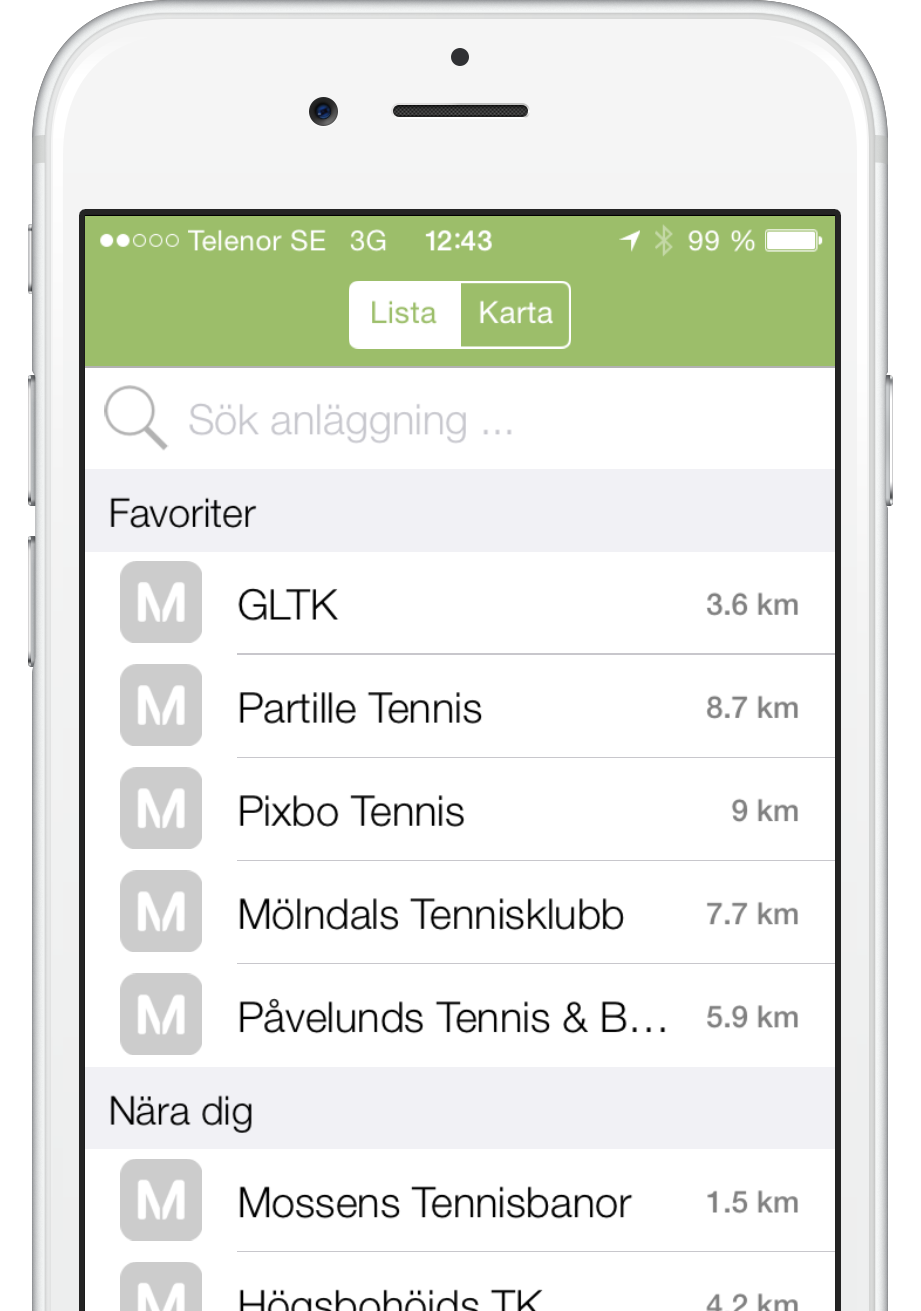 Telenor SE 3G 12:43 99 %
Lista Karta
Sök anläggning ...
Favoriter
M GLTK 3.6 km
M Partille Tennis 8.7 km
M Pixbo Tennis 9 km
M Mölndals Tennisklubb 7.7 km
M Påvelunds Tennis & B... 5.9 km
Nära dig
M Mossens Tennisbanor 1.5 km
M Högsbohöjds TK 4.2 km